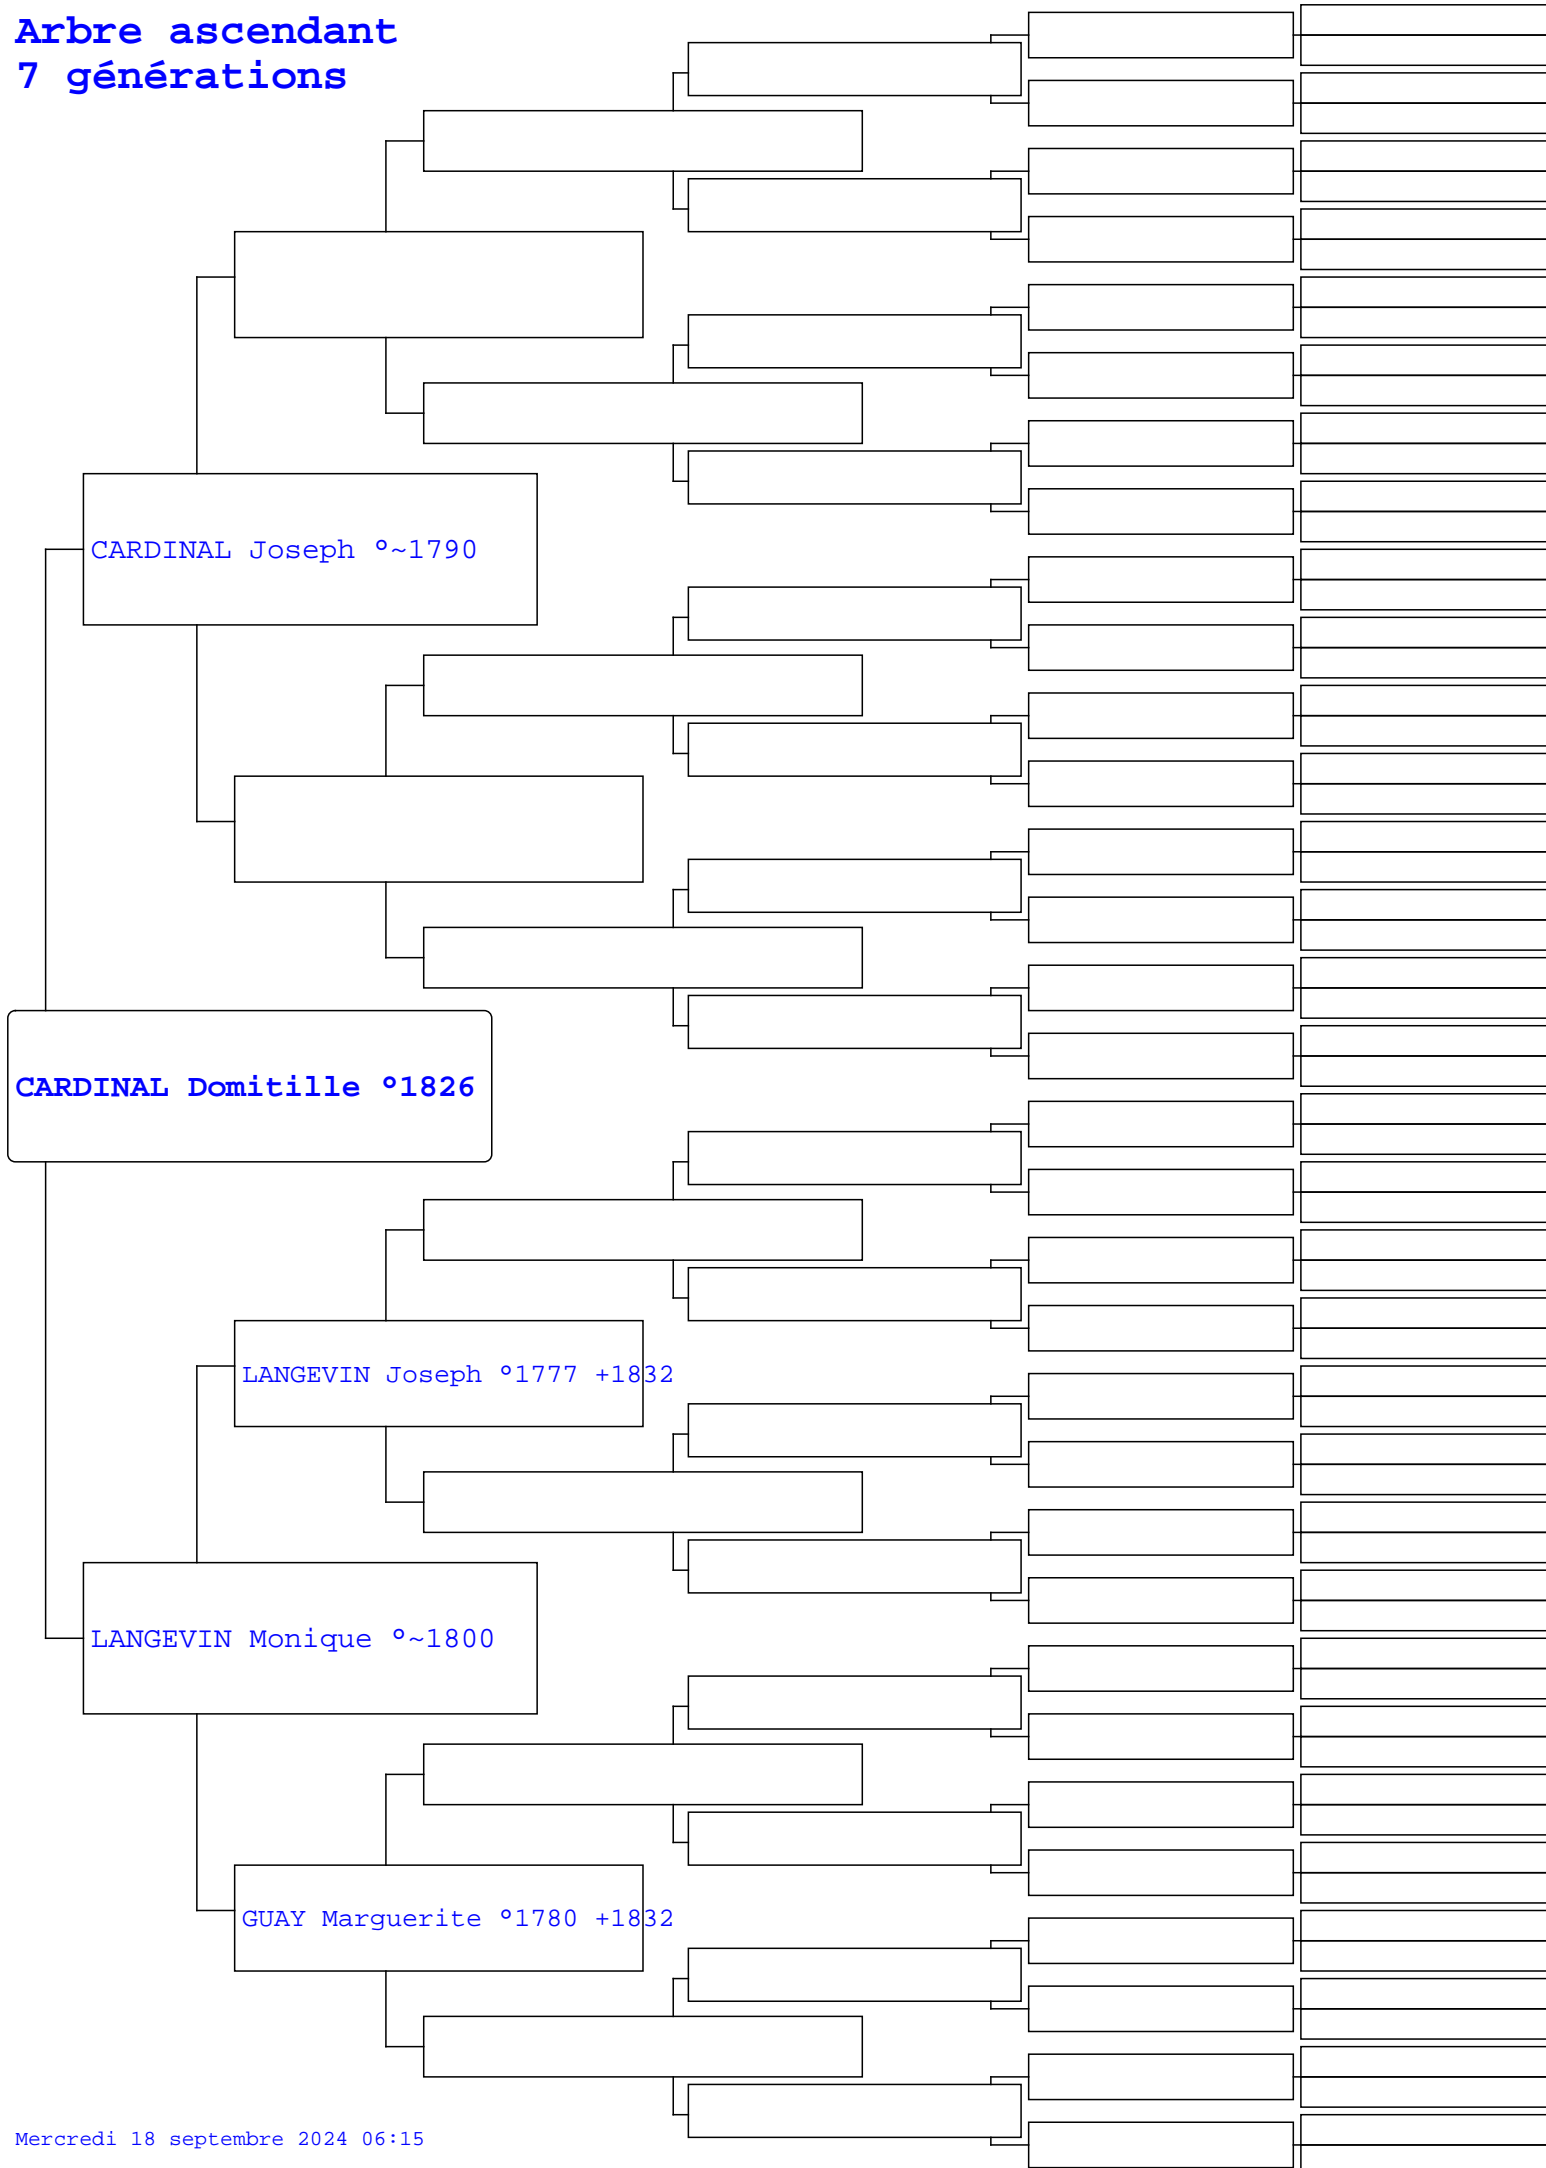 Arbre ascendant
7 générations
CARDINAL Joseph °~1790
CARDINAL Domitille °1826
LANGEVIN Joseph °1777 +1832
LANGEVIN Monique °~1800
GUAY Marguerite °1780 +1832
Mercredi 18 septembre 2024 06:15